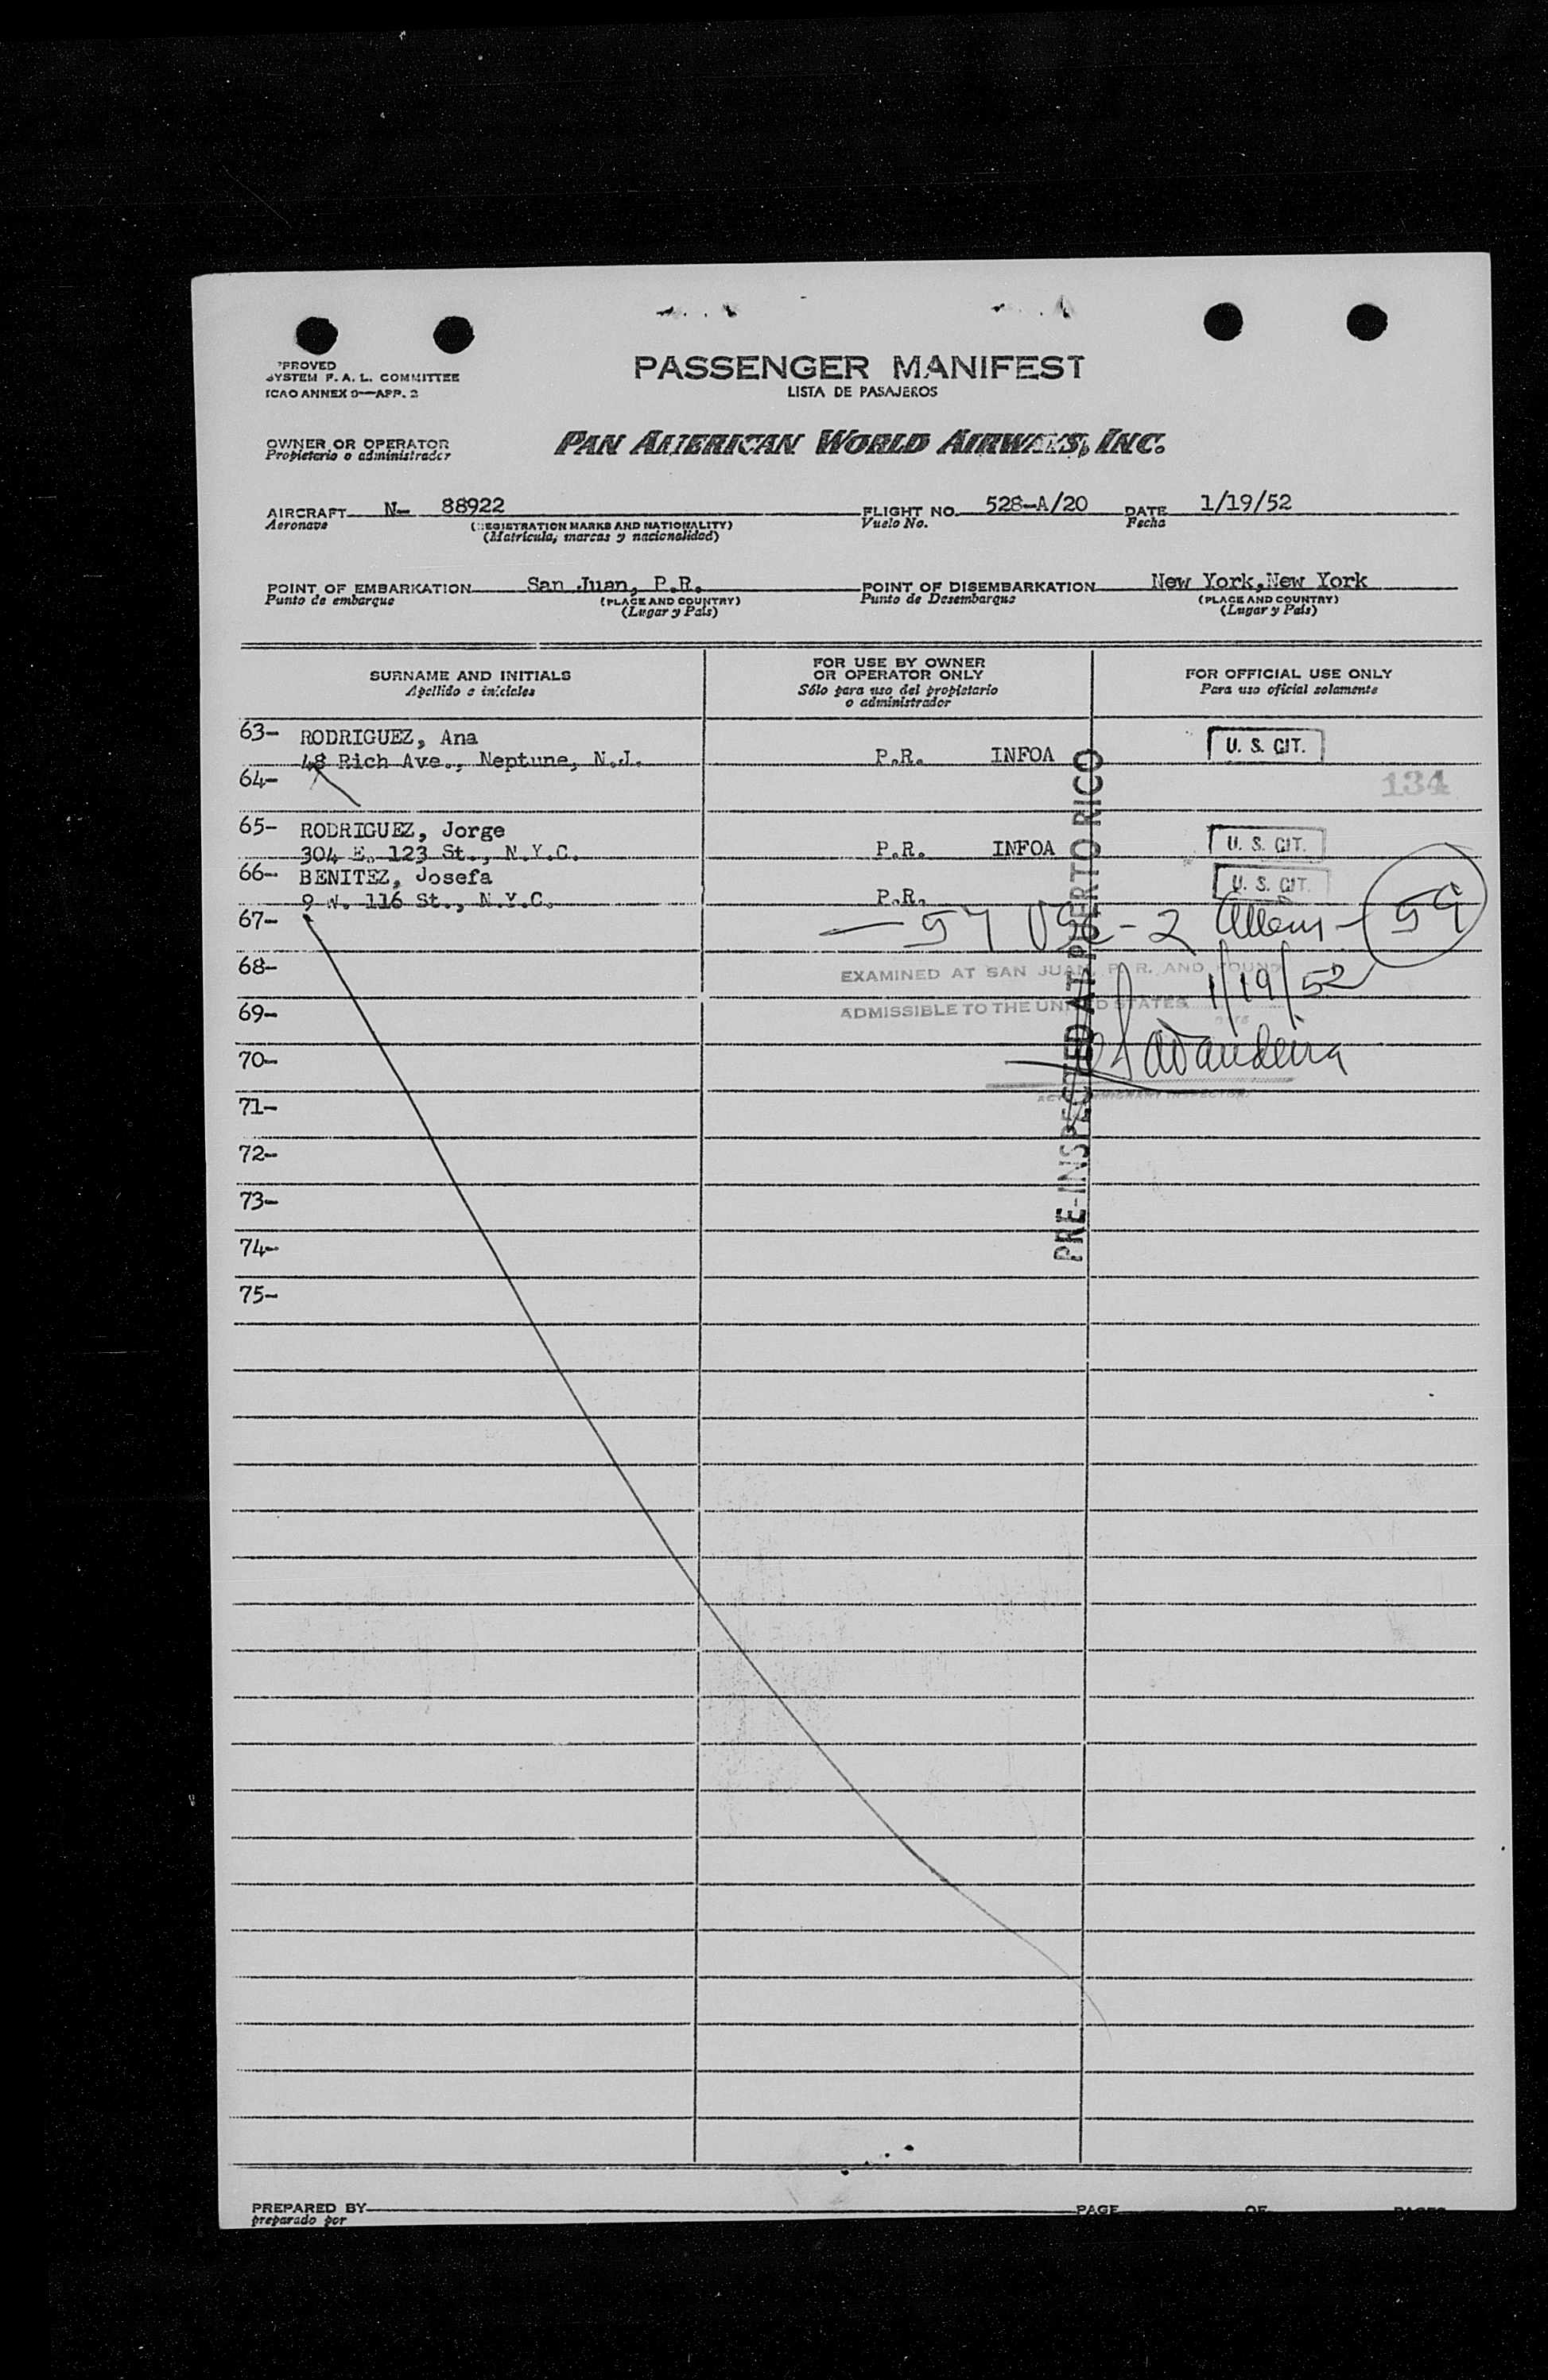 PPROVED
SYSTEM F. A. L. COMMITTEE
ICAO ANNEX 9—APP. 2
PASSENGER MANIFEST
LISTA DE PASAJEROS
OWNER OR OPERATOR
Propietario o administrador
PAN AMERICAN WORLD AIRWAYS, INC.
AIRCRAFT N- 88922 FLIGHT NO. 528-A/20 DATE 1/19/52
Aeronave (REGISTRATION MARKS AND NATIONALITY) Vuelo No. Fecha
(Matrícula, marcas y nacionalidad)
POINT OF EMBARKATION San Juan, P.R. POINT OF DISEMBARKATION New York,New York
Punto de embarque (PLACE AND COUNTRY) Punto de Desembarque (PLACE AND COUNTRY)
(Lugar y País) (Lugar y País)
SURNAME AND INITIALS
Apellido e iniciales
FOR USE BY OWNER
OR OPERATOR ONLY
Sólo para uso del propietario
o administrador
FOR OFFICIAL USE ONLY
Para uso oficial solamente
63- RODRIGUEZ, Ana
48 Rich Ave., Neptune, N.J. P.R. INFOA U. S. CIT.
64- 134
65- RODRIGUEZ, Jorge
304 E. 123 St., N.Y.C. P.R. INFOA U. S. CIT.
66- BENITEZ, Josefa
9 W. 116 St., N.Y.C. P.R. U. S. CIT.
67- — 57 USC - 2 Aliens - 59
68- EXAMINED AT SAN JUAN, P. R. AND FOUND
69- ADMISSIBLE TO THE UNITED STATES 1/19/52
70-
71- IMMIGRANT INSPECTOR
72-
73-
74-
75-
PRE-INSPECTED AT PUERTO RICO
PREPARED BY PAGE OF PAGES
preparado por